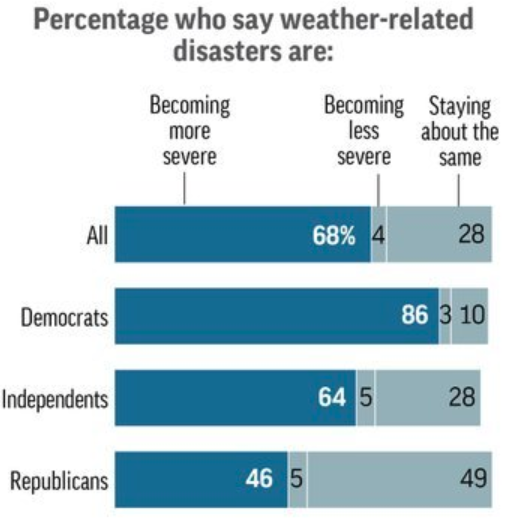 Percentage who say weather-related
disasters are:
Becoming
more
severe
Becoming
less
severe
Staying
about the
same
All 68% 4 28
Democrats 86 3 10
Independents 64 5 28
Republicans 46 5 49